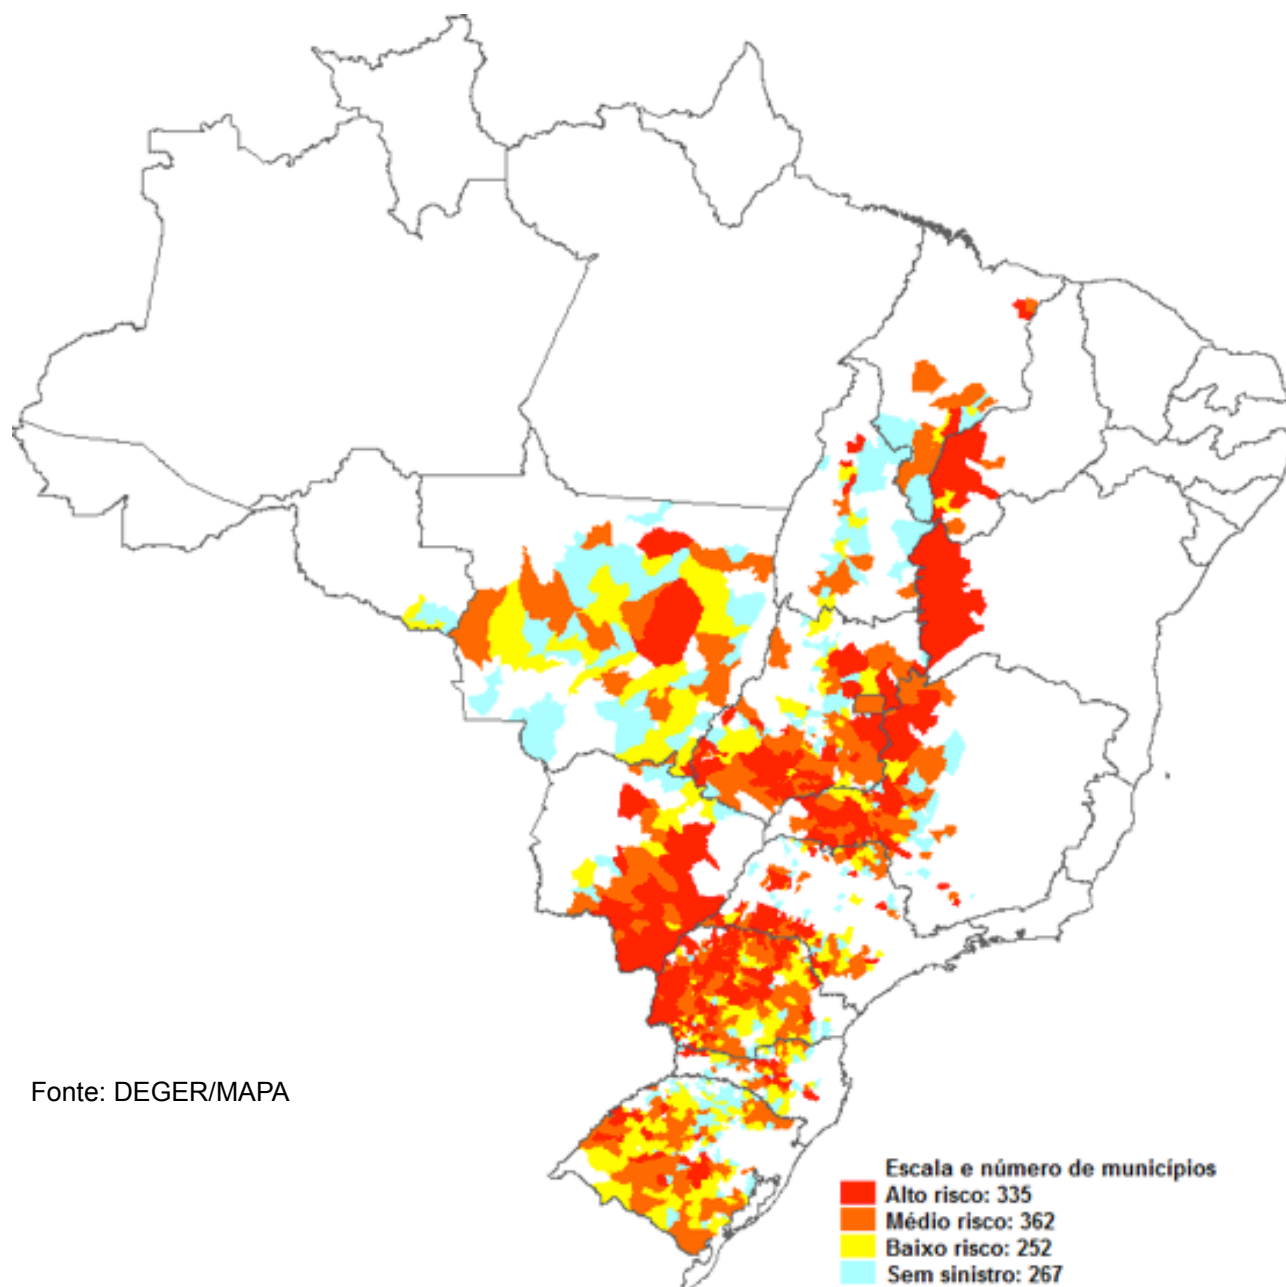 Fonte: DEGER/MAPA
Escala e número de municípios
Alto risco: 335
Médio risco: 362
Baixo risco: 252
Sem sinistro: 267